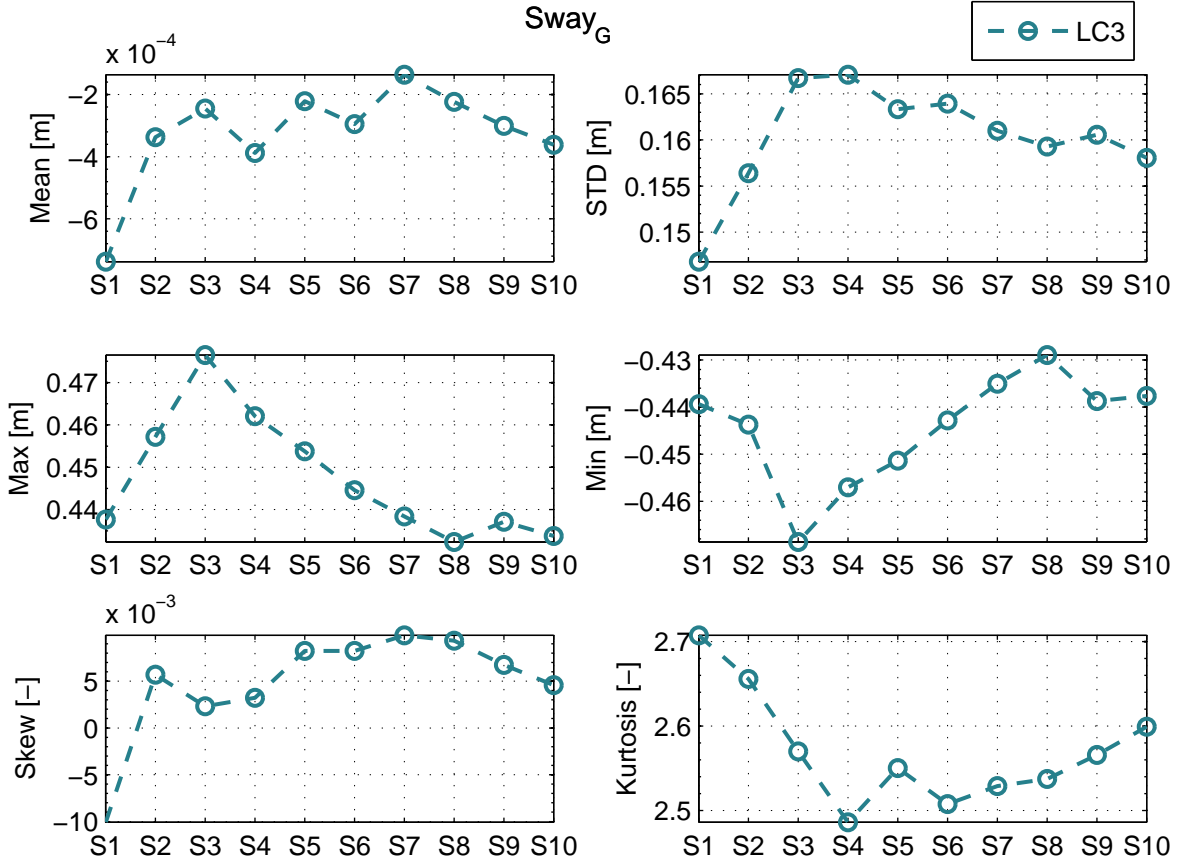 Sway_G
LC3
x 10^−4
Mean [m]
−2
−4
−6
S1 S2 S3 S4 S5 S6 S7 S8 S9 S10
STD [m]
0.165
0.16
0.155
0.15
S1 S2 S3 S4 S5 S6 S7 S8 S9 S10
Max [m]
0.47
0.46
0.45
0.44
S1 S2 S3 S4 S5 S6 S7 S8 S9 S10
Min [m]
−0.43
−0.44
−0.45
−0.46
S1 S2 S3 S4 S5 S6 S7 S8 S9 S10
x 10^−3
Skew [−]
5
0
−5
−10
S1 S2 S3 S4 S5 S6 S7 S8 S9 S10
Kurtosis [−]
2.7
2.6
2.5
S1 S2 S3 S4 S5 S6 S7 S8 S9 S10